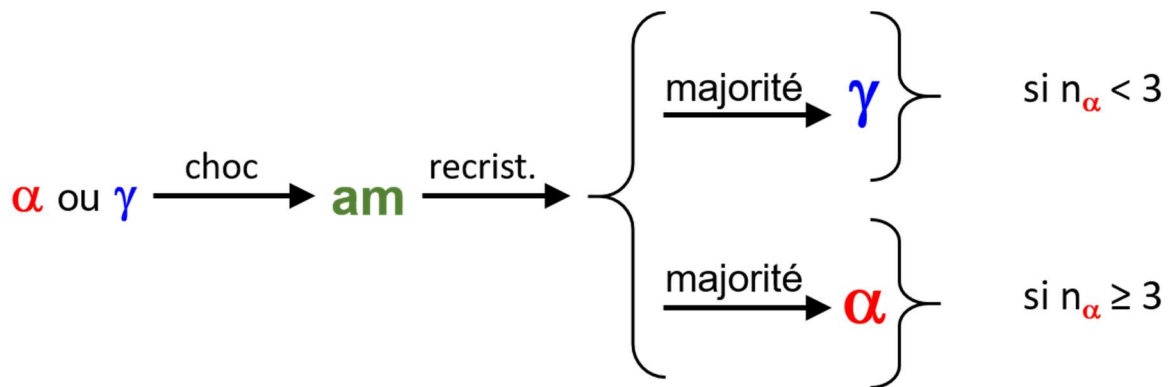 α ou γ choc am recrist.
majorité γ si nα < 3
majorité α si nα ≥ 3